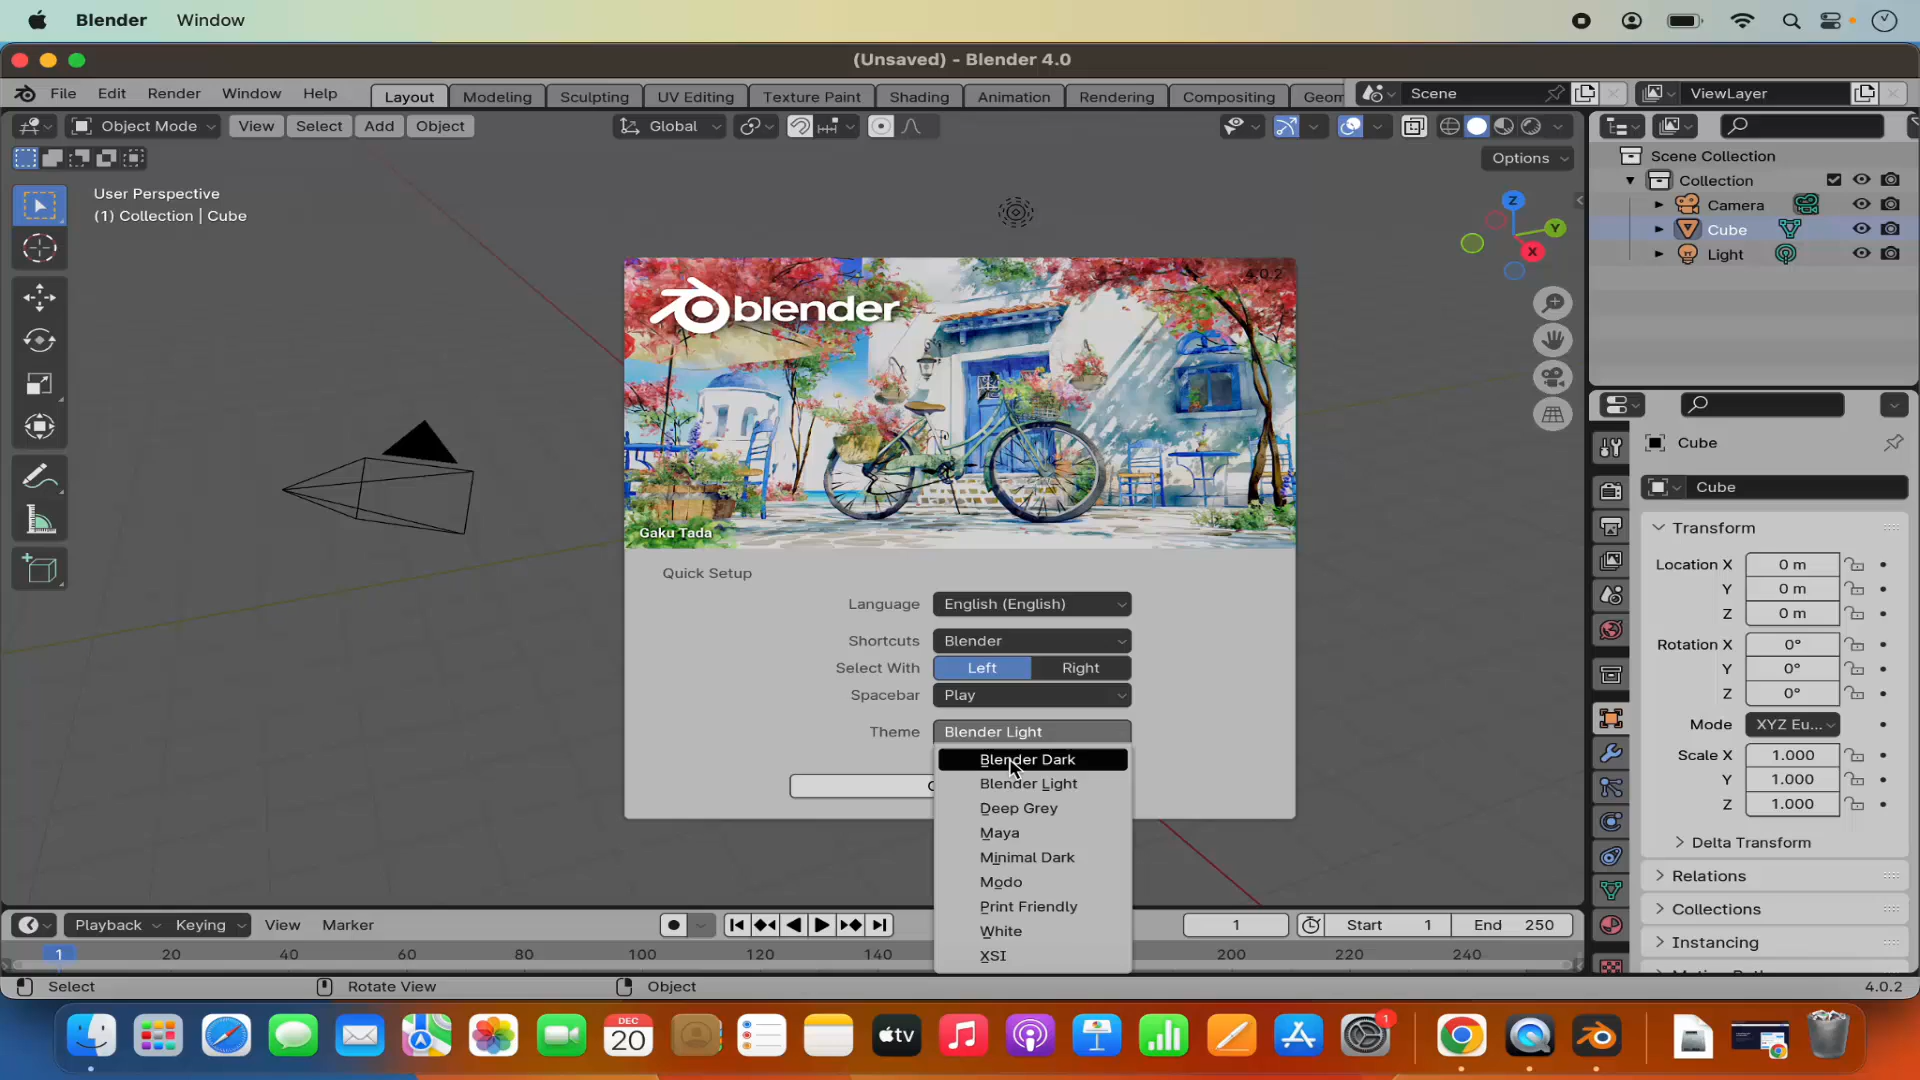 Blender Window
(Unsaved) - Blender 4.0
File Edit Render Window Help Layout Modeling Sculpting UV Editing Texture Paint Shading Animation Rendering Compositing Geom Scene ViewLayer
Object Mode View Select Add Object Global
Options
User Perspective
(1) Collection | Cube
Z
Y
X
Scene Collection
Collection
Camera
Cube
Light
4.0.2
blender
Gaku Tada
Quick Setup
Language English (English)
Shortcuts Blender
Select With Left Right
Spacebar Play
Theme Blender Light
Blender Dark
Blender Light
Deep Grey
Maya
Minimal Dark
Modo
Print Friendly
White
XSI
Cube
Cube
Transform
Location X 0 m
Y 0 m
Z 0 m
Rotation X 0°
Y 0°
Z 0°
Mode XYZ Eu...
Scale X 1.000
Y 1.000
Z 1.000
Delta Transform
Relations
Collections
Instancing
Playback Keying View Marker 1 Start 1 End 250
1 20 40 60 80 100 120 140 200 220 240
Select Rotate View Object 4.0.2
DEC
20
tv
1